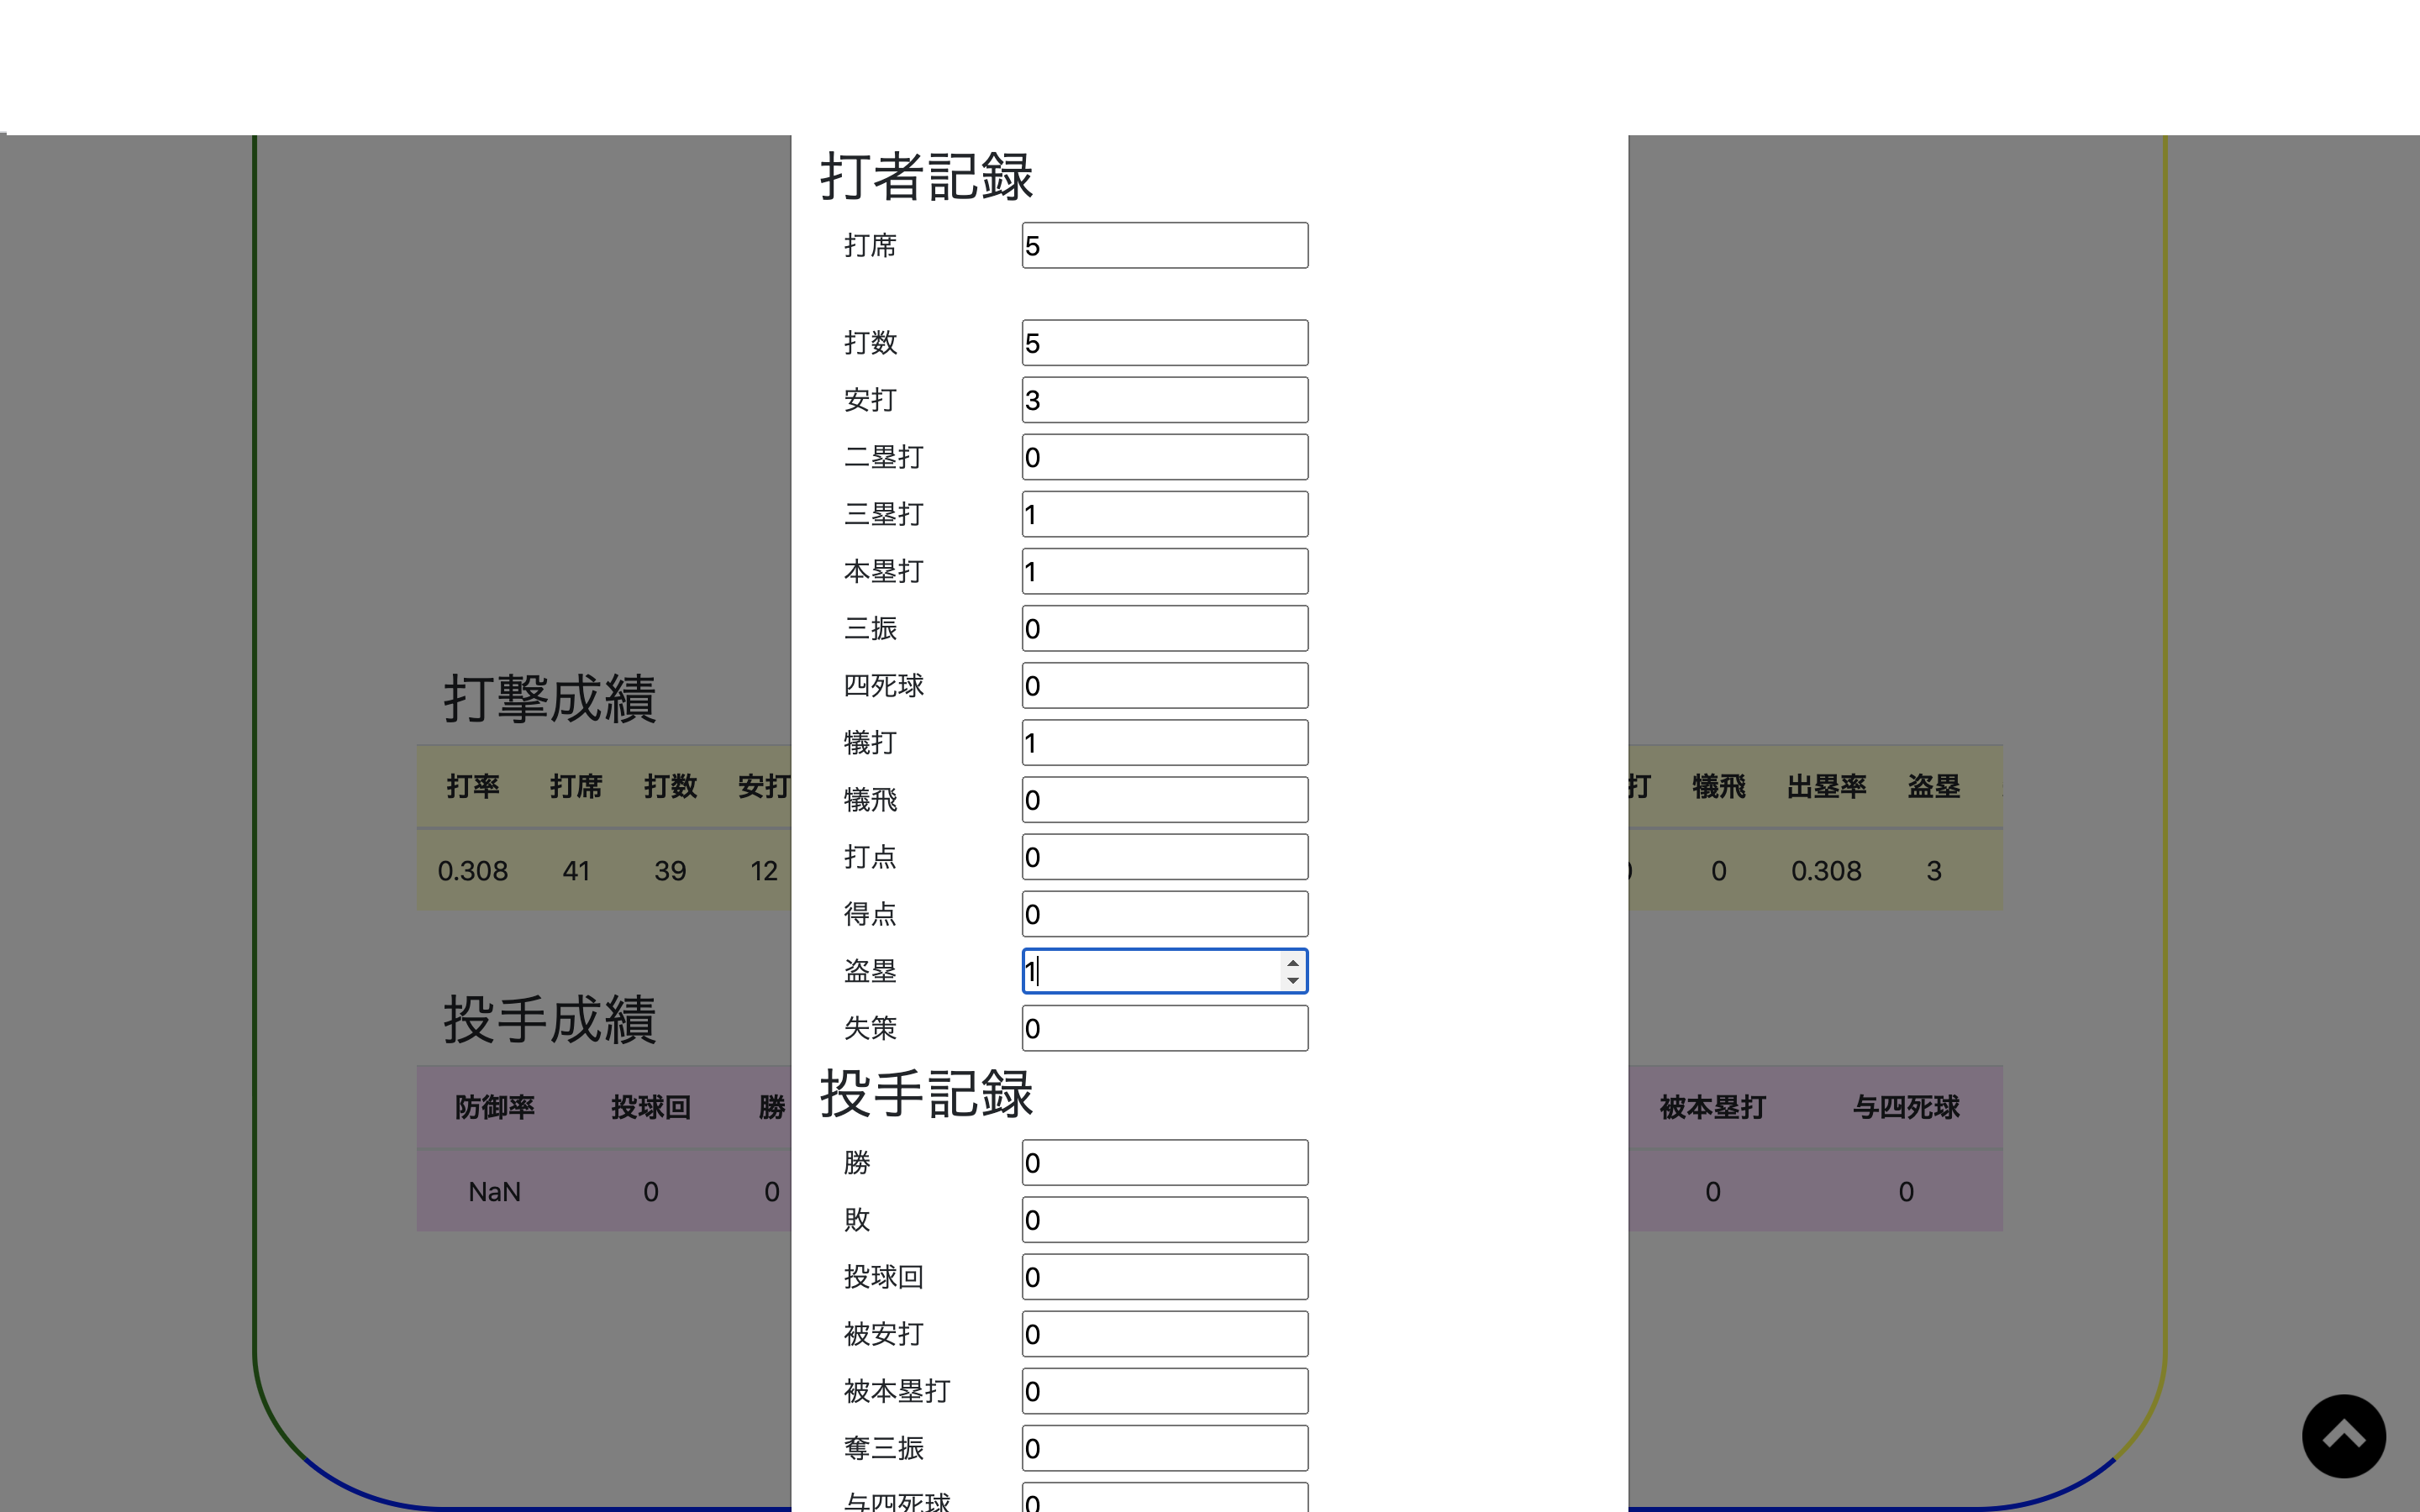 打者記録
打席 5
打数 5
安打 3
二塁打 0
三塁打 1
本塁打 1
三振 0
四死球 0
犠打 1
犠飛 0
打点 0
得点 0
盗塁 1
失策 0
投手記録
勝 0
敗 0
投球回 0
被安打 0
被本塁打 0
奪三振 0
与四死球 0
打撃成績
打率 打席 打数 安打 打 犠飛 出塁率 盗塁
0.308 41 39 12 0 0.308 3
投手成績
防御率 投球回 勝 被本塁打 与四死球
NaN 0 0 0 0